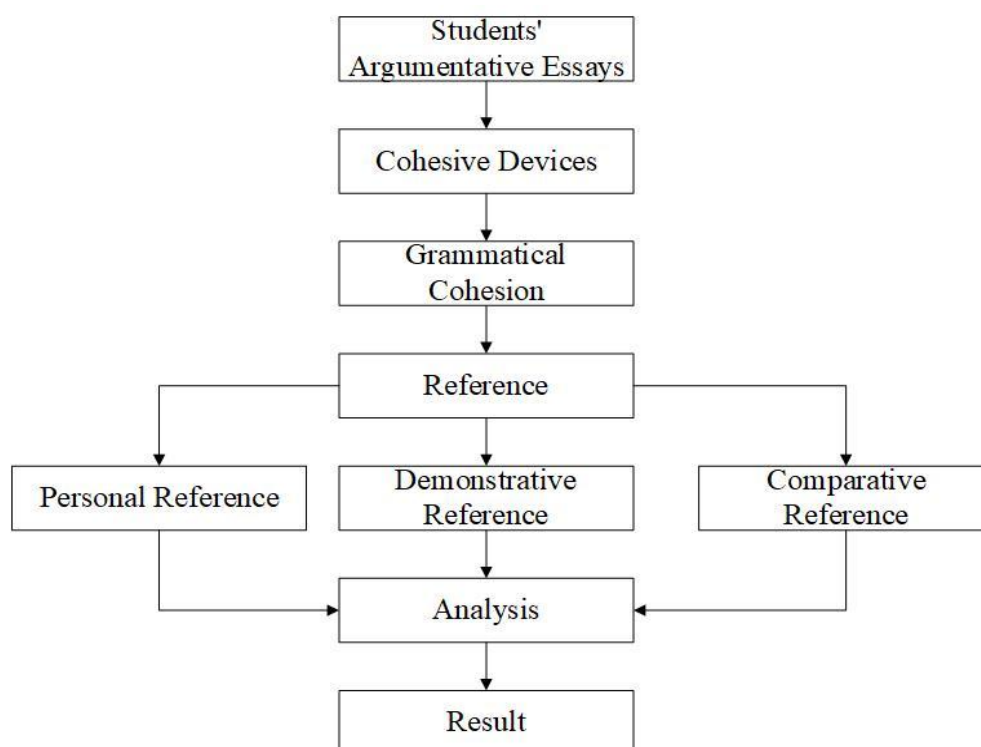 Students'
Argumentative Essays
Cohesive Devices
Grammatical
Cohesion
Reference
Personal Reference
Demonstrative
Reference
Comparative
Reference
Analysis
Result